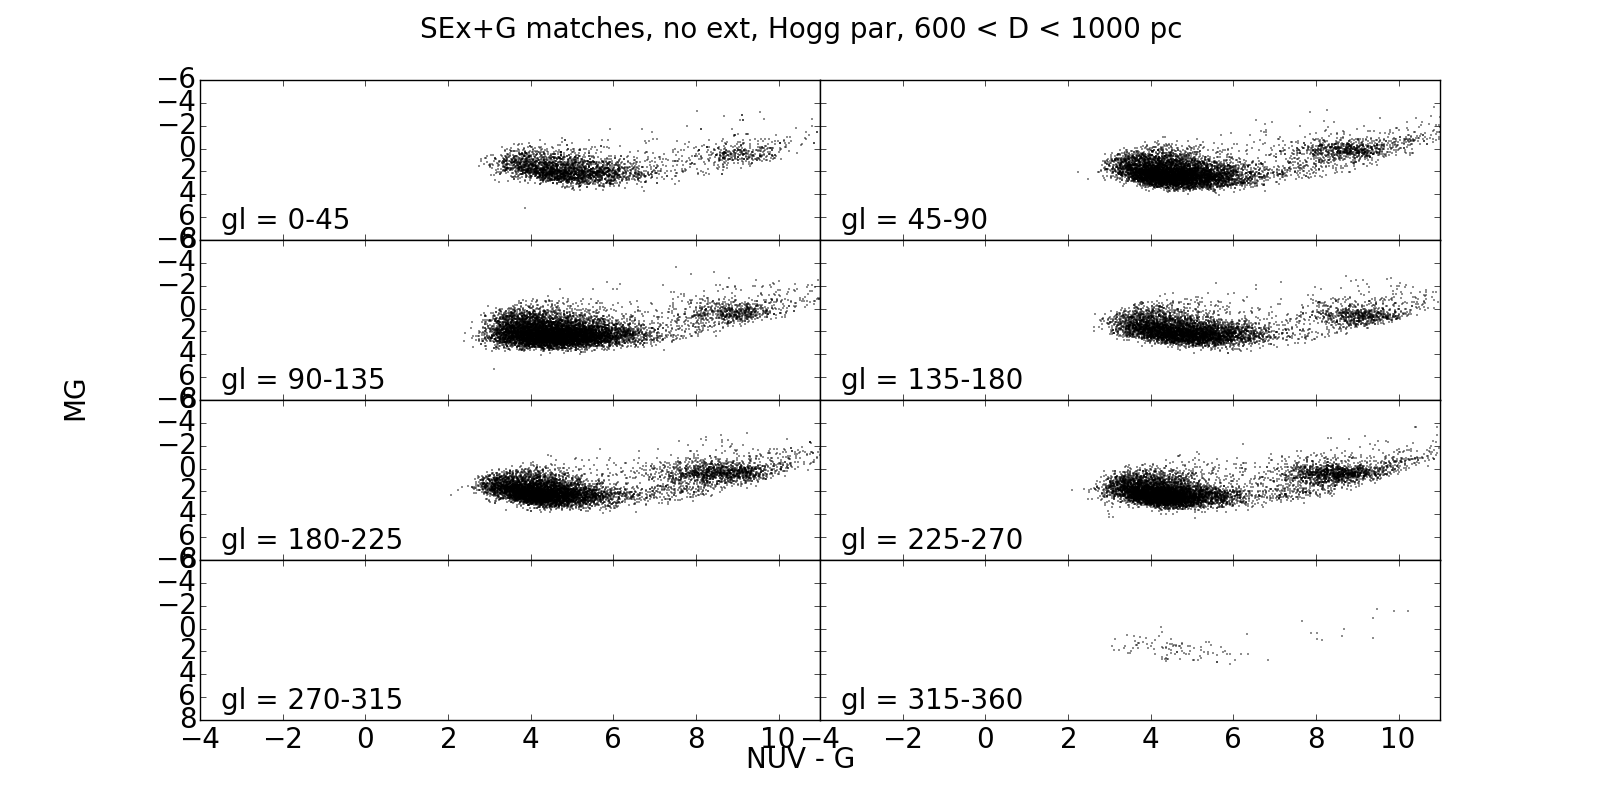 SEx+G matches, no ext, Hogg par, 600 < D < 1000 pc
−6
−4
−2
0
2
4
6
8
gl = 0-45
gl = 45-90
−6
−4
−2
0
2
4
6
8
gl = 90-135
gl = 135-180
MG
−6
−4
−2
0
2
4
6
8
gl = 180-225
gl = 225-270
−6
−4
−2
0
2
4
6
8
gl = 270-315
gl = 315-360
−4 −2 0 2 4 6 8 10 −4 −2 0 2 4 6 8 10
NUV - G